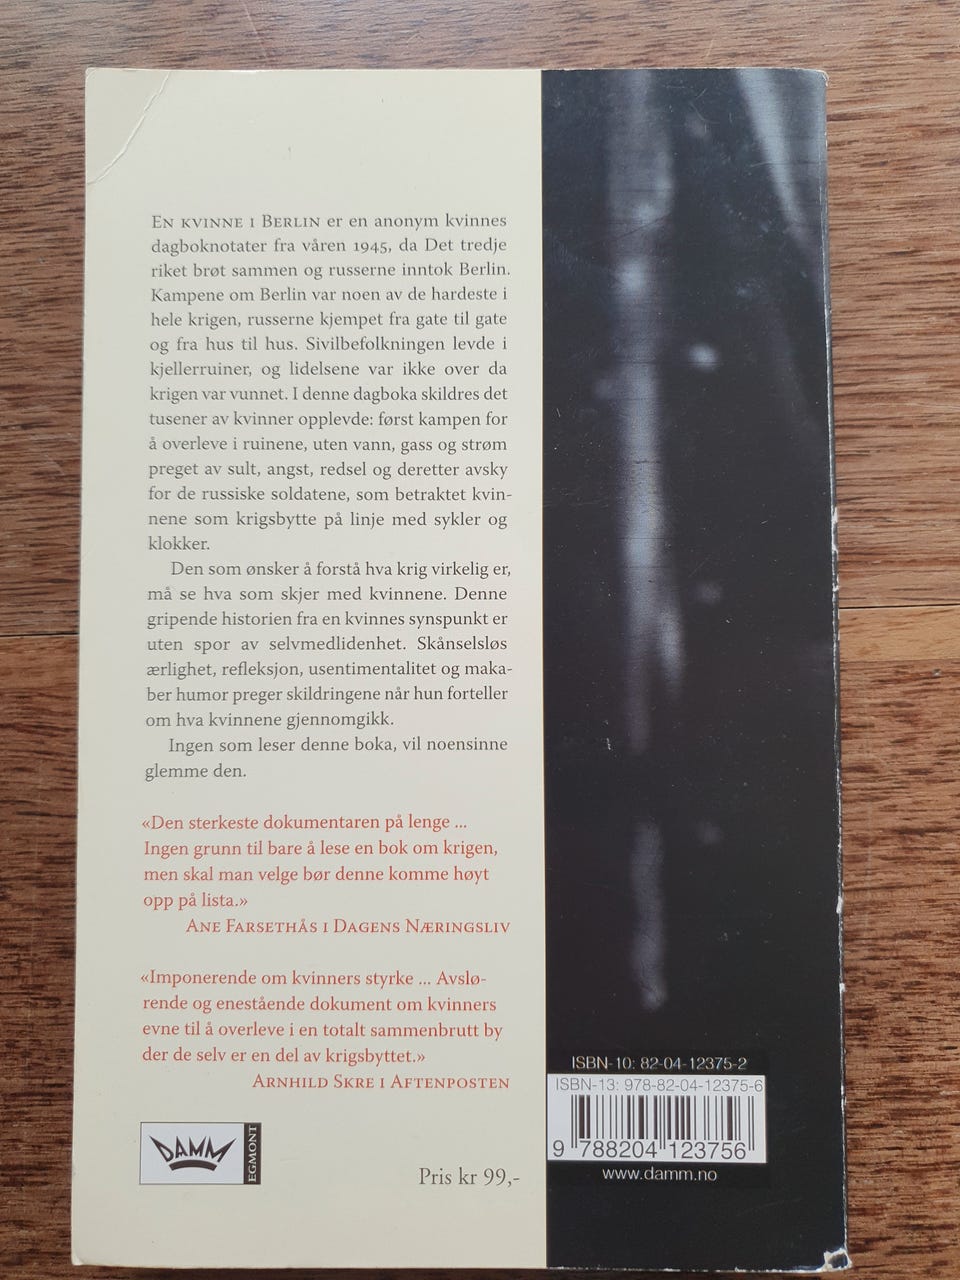 EN KVINNE I BERLIN er en anonym kvinnes
dagboknotater fra våren 1945, da Det tredje
riket brøt sammen og russerne inntok Berlin.
Kampene om Berlin var noen av de hardeste i
hele krigen, russerne kjempet fra gate til gate
og fra hus til hus. Sivilbefolkningen levde i
kjellerruiner, og lidelsene var ikke over da
krigen var vunnet. I denne dagboka skildres det
tusener av kvinner opplevde: først kampen for
å overleve i ruinene, uten vann, gass og strøm
preget av sult, angst, redsel og deretter avsky
for de russiske soldatene, som betraktet kvin-
nene som krigsbytte på linje med sykler og
klokker.
Den som ønsker å forstå hva krig virkelig er,
må se hva som skjer med kvinnene. Denne
gripende historien fra en kvinnes synspunkt er
uten spor av selvmedlidenhet. Skånselsløs
ærlighet, refleksjon, usentimentalitet og maka-
ber humor preger skildringene når hun forteller
om hva kvinnene gjennomgikk.
Ingen som leser denne boka, vil noensinne
glemme den.
«Den sterkeste dokumentaren på lenge ...
Ingen grunn til bare å lese en bok om krigen,
men skal man velge bør denne komme høyt
opp på lista.»
ANE FARSETHÅS I DAGENS NÆRINGSLIV
«Imponerende om kvinners styrke ... Avslø-
rende og enestående dokument om kvinners
evne til å overleve i en totalt sammenbrutt by
der de selv er en del av krigsbyttet.»
ARNHILD SKRE I AFTENPOSTEN
DAMM
EGMONT
Pris kr 99,-
ISBN-10: 82-04-12375-2
ISBN-13: 978-82-04-12375-6
9 788204 123756
www.damm.no